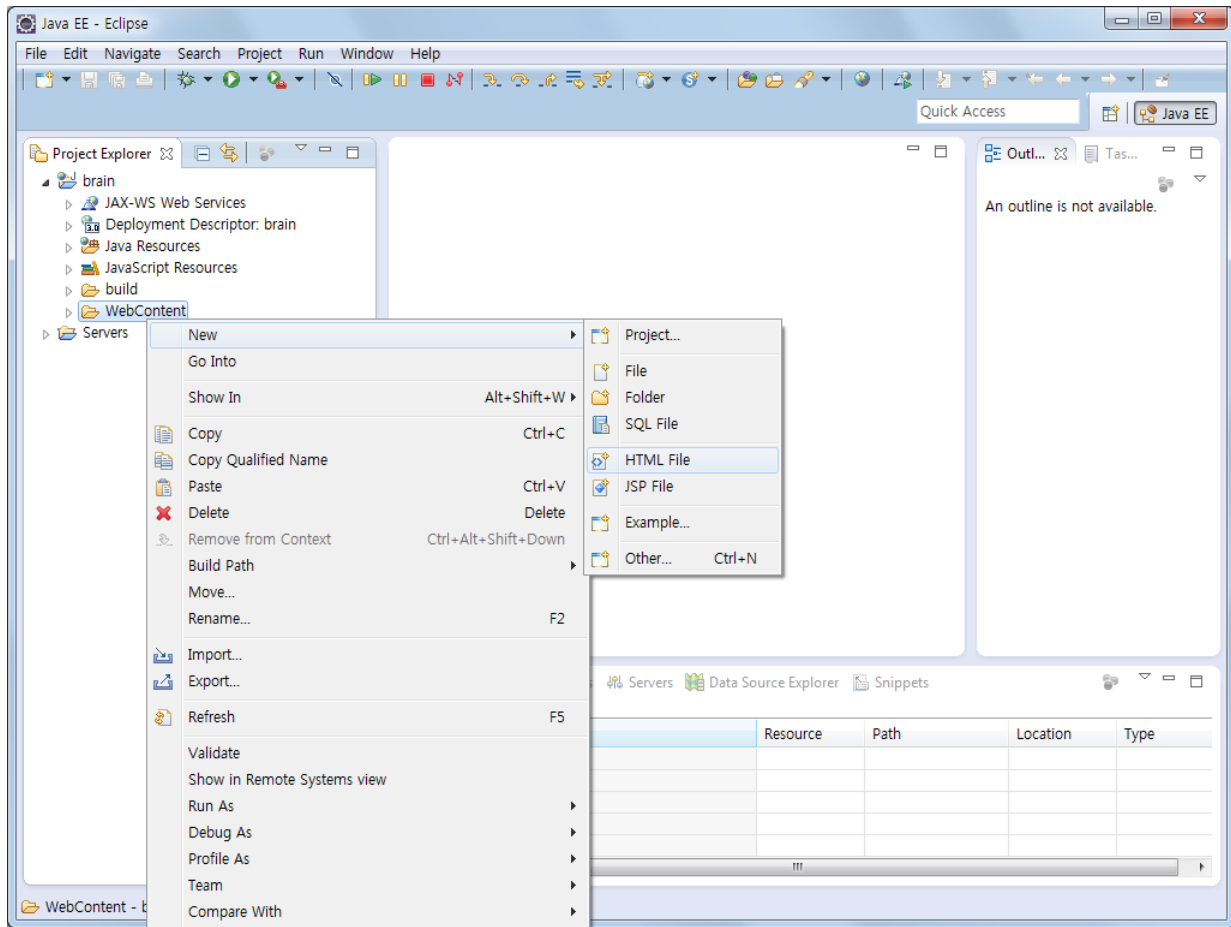 Java EE - Eclipse
File Edit Navigate Search Project Run Window Help
Quick Access
Java EE
Project Explorer
brain
JAX-WS Web Services
Deployment Descriptor: brain
Java Resources
JavaScript Resources
build
WebContent
Servers
New
Go Into
Show In Alt+Shift+W
Copy Ctrl+C
Copy Qualified Name
Paste Ctrl+V
Delete Delete
Remove from Context Ctrl+Alt+Shift+Down
Build Path
Move...
Rename... F2
Import...
Export...
Refresh F5
Validate
Show in Remote Systems view
Run As
Debug As
Profile As
Team
Compare With
Project...
File
Folder
SQL File
HTML File
JSP File
Example...
Other... Ctrl+N
Outl... Tas...
An outline is not available.
Servers Data Source Explorer Snippets
Resource Path Location Type
WebContent - b